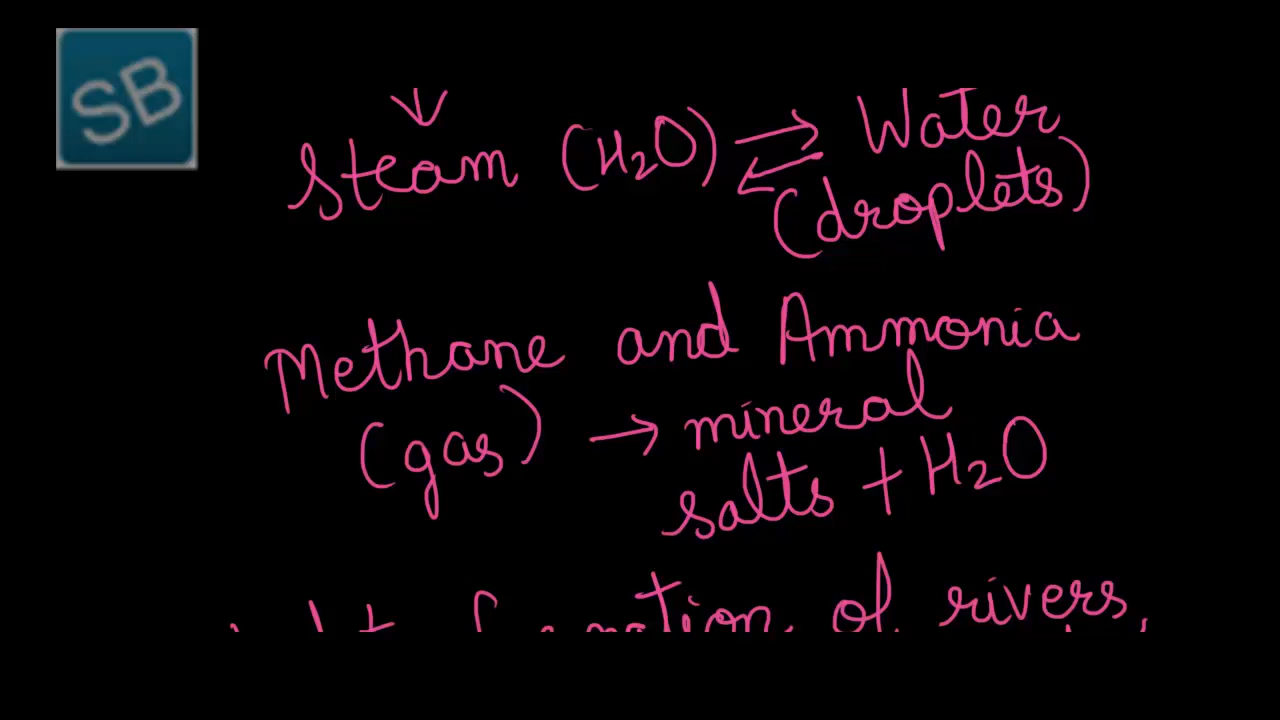 SB
Steam (H₂O) ⇌ Water
(droplets)
Methane and Ammonia
(gas) → mineral
salts + H₂O
of rivers,